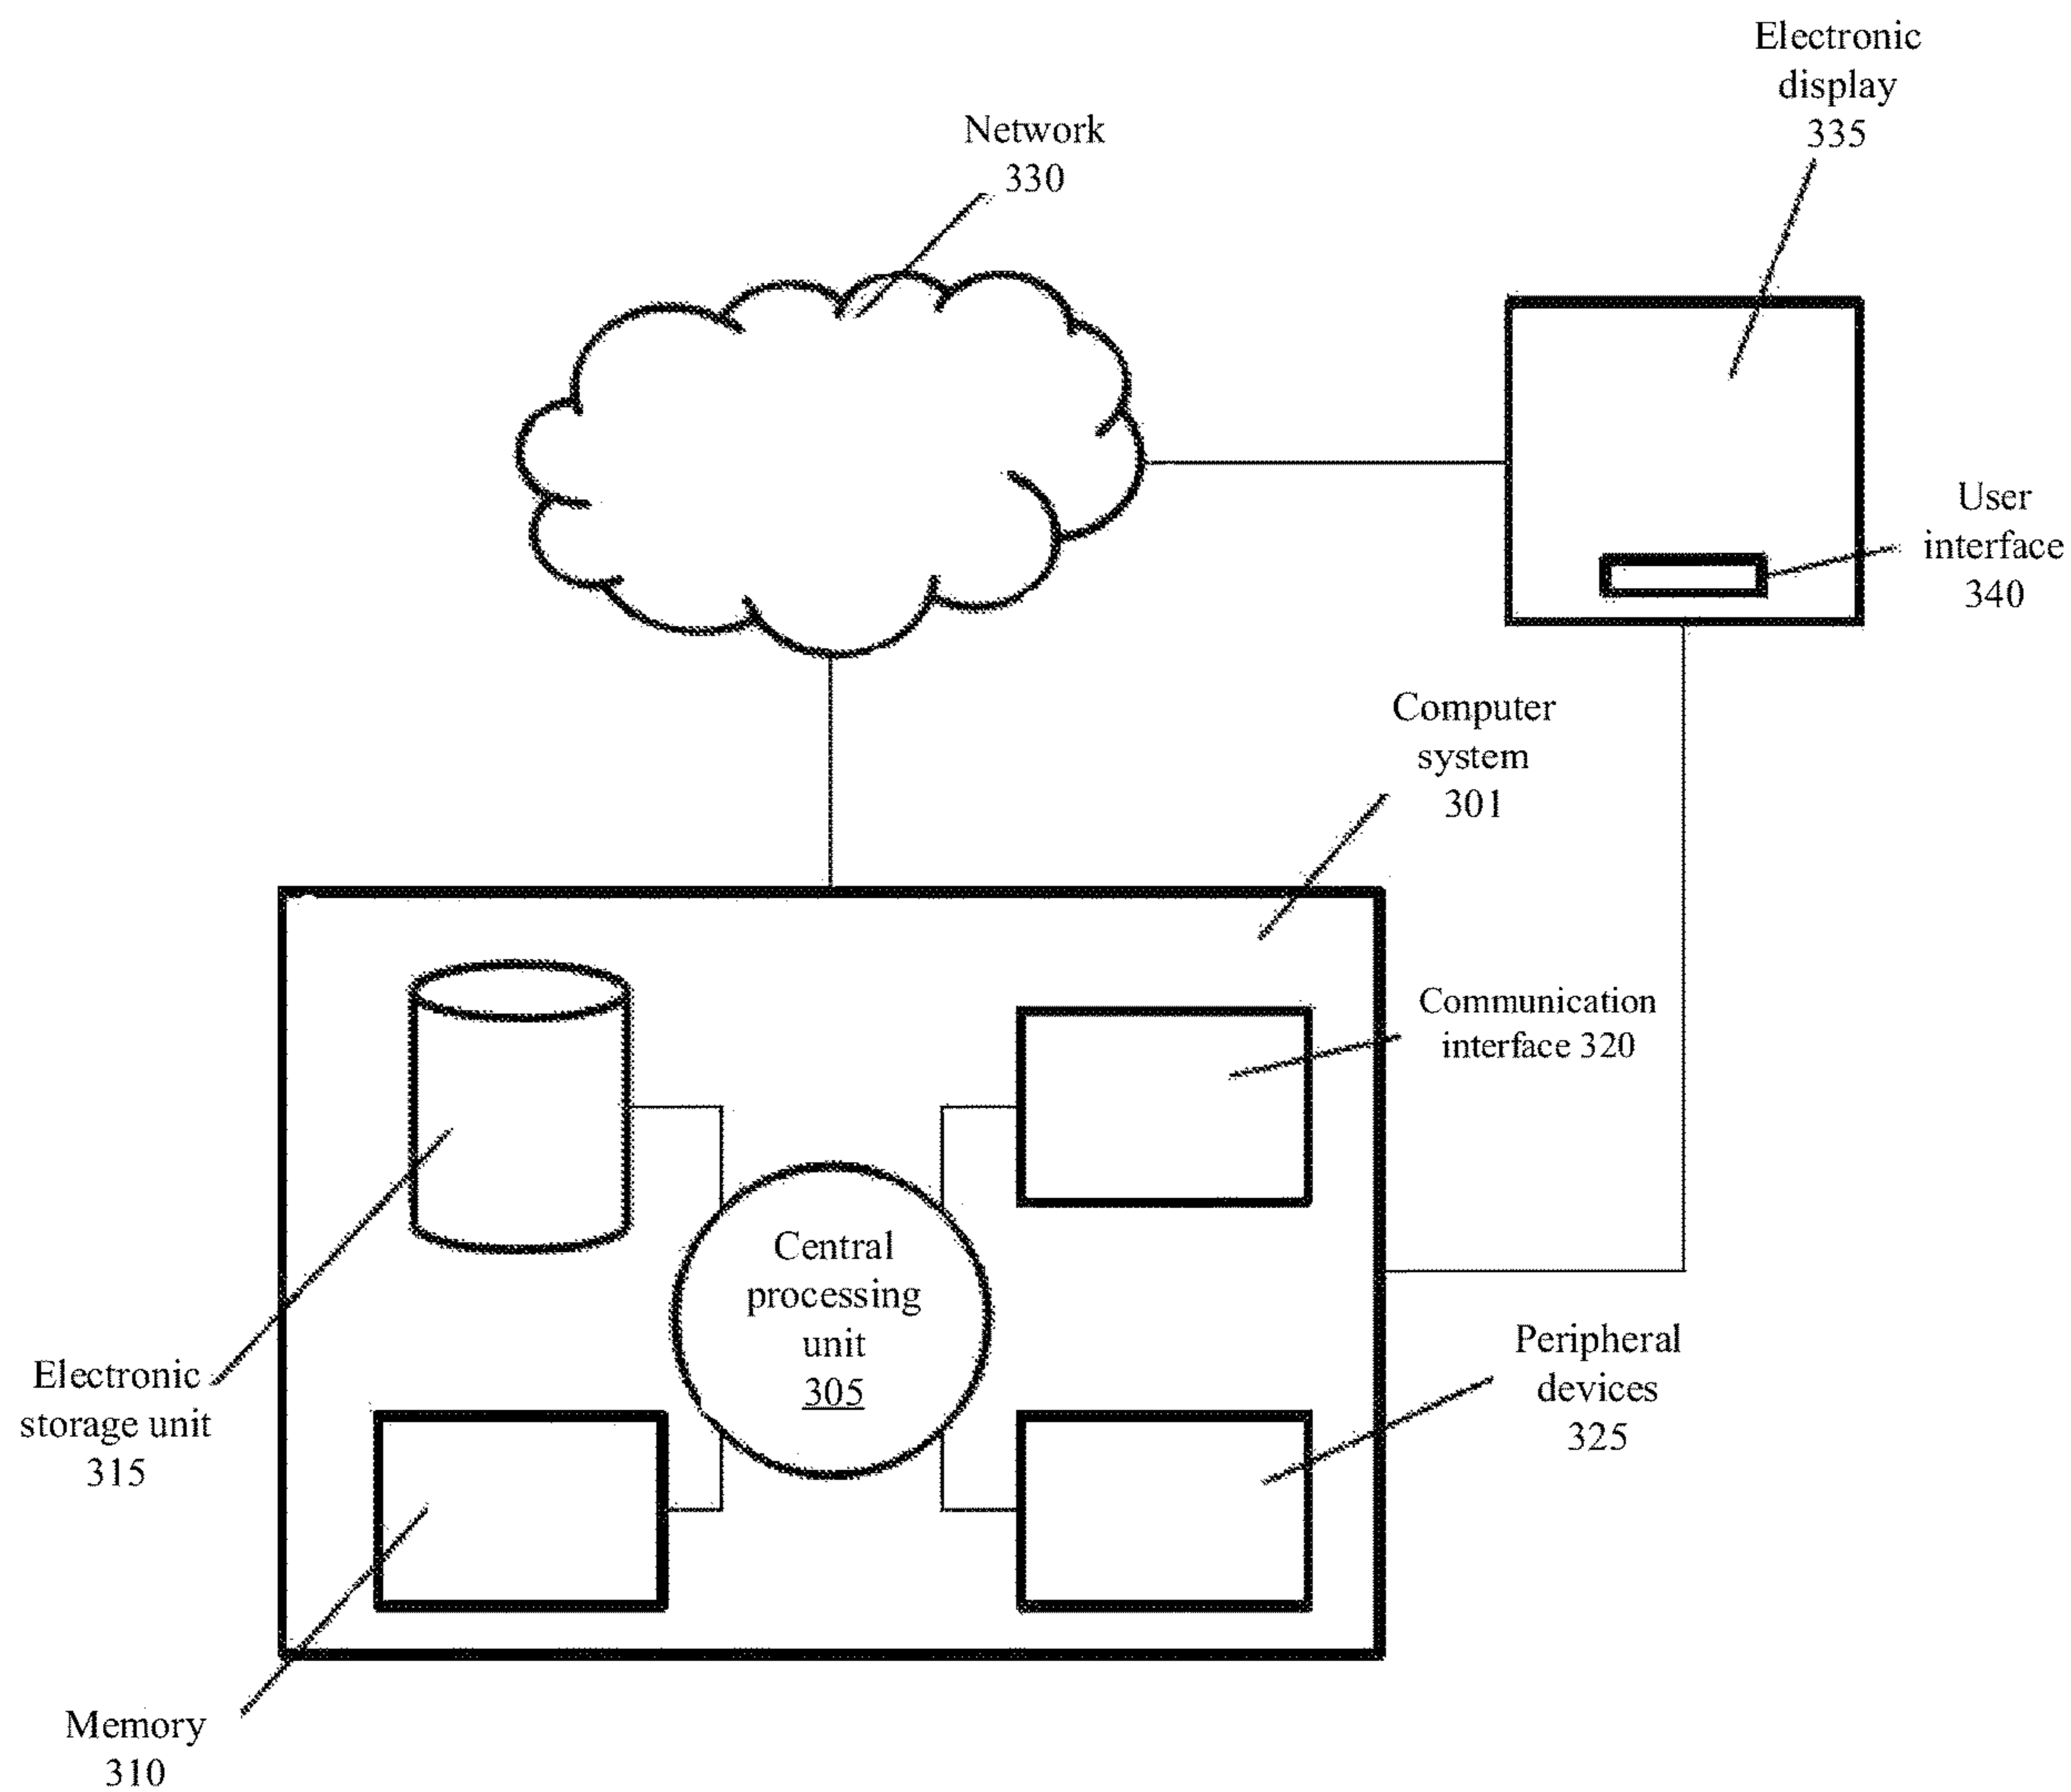 Electronic
display
335
Network
330
User
interface
340
Computer
system
301
Communication
interface 320
Central
processing
unit
305
Peripheral
devices
325
Electronic
storage unit
315
Memory
310